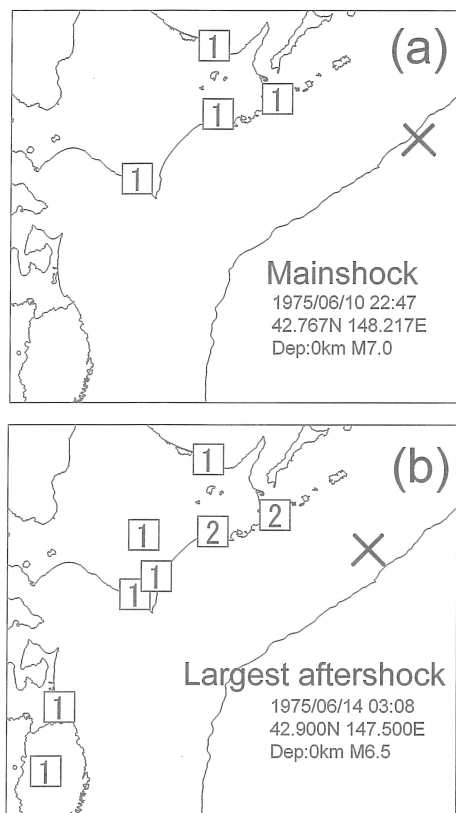 (a)
1
1
1
1
Mainshock
1975/06/10 22:47
42.767N 148.217E
Dep:0km M7.0
(b)
1
2
2
1
1
1
Largest aftershock
1
1975/06/14 03:08
42.900N 147.500E
Dep:0km M6.5
1